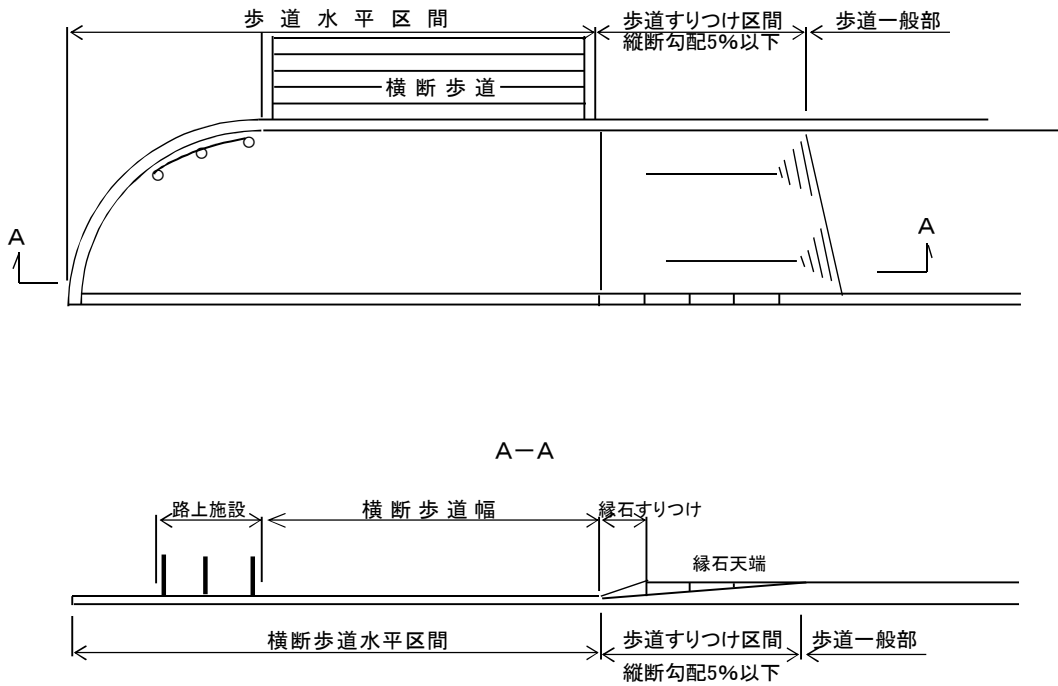 歩道水平区間
歩道すりつけ区間
縦断勾配5%以下
歩道一般部
横断歩道
A
A
A－A
路上施設
横断歩道幅
縁石すりつけ
縁石天端
横断歩道水平区間
歩道すりつけ区間
縦断勾配5%以下
歩道一般部